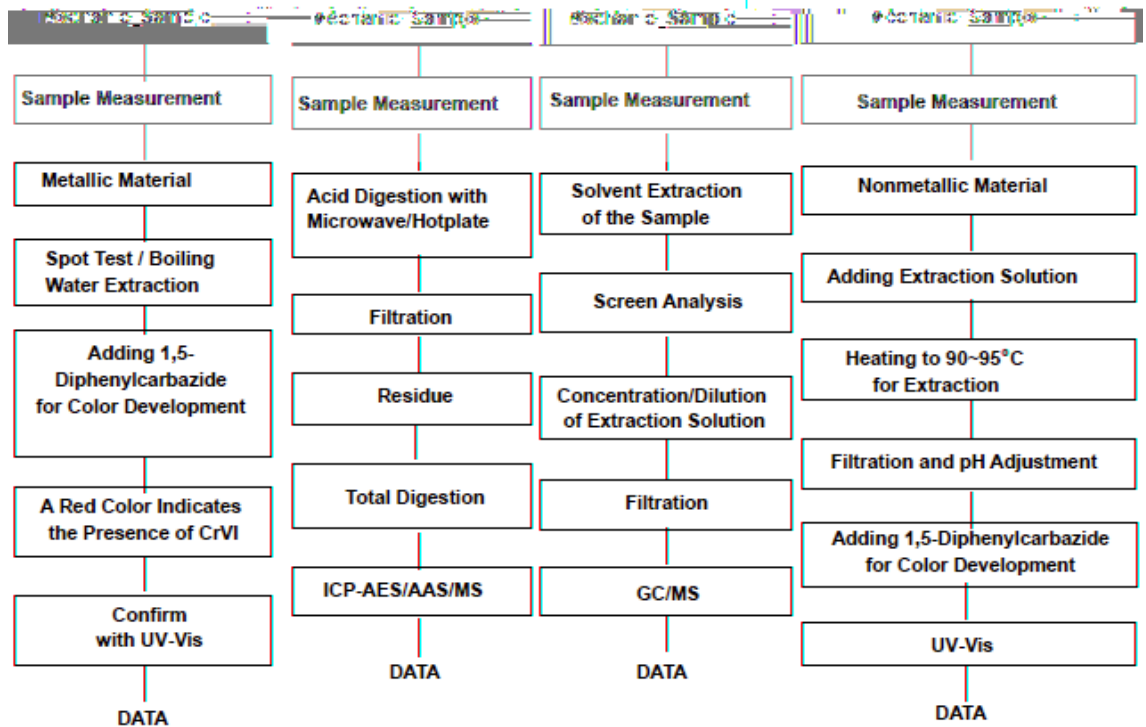 Sample Measurement
Metallic Material
Spot Test / Boiling
Water Extraction
Adding 1,5-
Diphenylcarbazide
for Color Development
A Red Color Indicates
the Presence of CrVI
Confirm
with UV-Vis
DATA
Sample Measurement
Acid Digestion with
Microwave/Hotplate
Filtration
Residue
Total Digestion
ICP-AES/AAS/MS
DATA
Sample Measurement
Solvent Extraction
of the Sample
Screen Analysis
Concentration/Dilution
of Extraction Solution
Filtration
GC/MS
DATA
Sample Measurement
Nonmetallic Material
Adding Extraction Solution
Heating to 90~95°C
for Extraction
Filtration and pH Adjustment
Adding 1,5-Diphenylcarbazide
for Color Development
UV-Vis
DATA